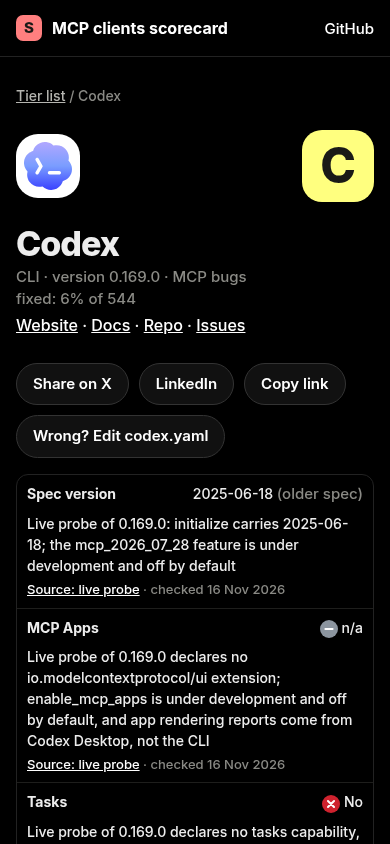 S MCP clients scorecard GitHub
Tier list / Codex
C
Codex
CLI · version 0.169.0 · MCP bugs
fixed: 6% of 544
Website · Docs · Repo · Issues
Share on X LinkedIn Copy link
Wrong? Edit codex.yaml
Spec version 2025-06-18 (older spec)
Live probe of 0.169.0: initialize carries 2025-06-
18; the mcp_2026_07_28 feature is under
development and off by default
Source: live probe · checked 16 Nov 2026
MCP Apps n/a
Live probe of 0.169.0 declares no
io.modelcontextprotocol/ui extension;
enable_mcp_apps is under development and off
by default, and app rendering reports come from
Codex Desktop, not the CLI
Source: live probe · checked 16 Nov 2026
Tasks No
Live probe of 0.169.0 declares no tasks capability,